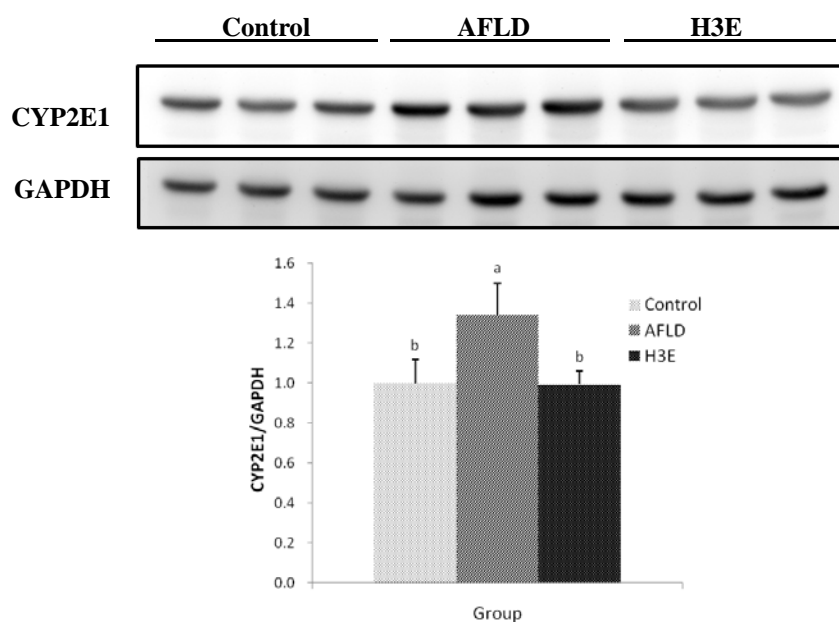 Control AFLD H3E
CYP2E1
GAPDH
1.6
1.4
1.2
1.0
0.8
0.6
0.4
0.2
0.0
CYP2E1/GAPDH
b
a
b
Control
AFLD
H3E
Group